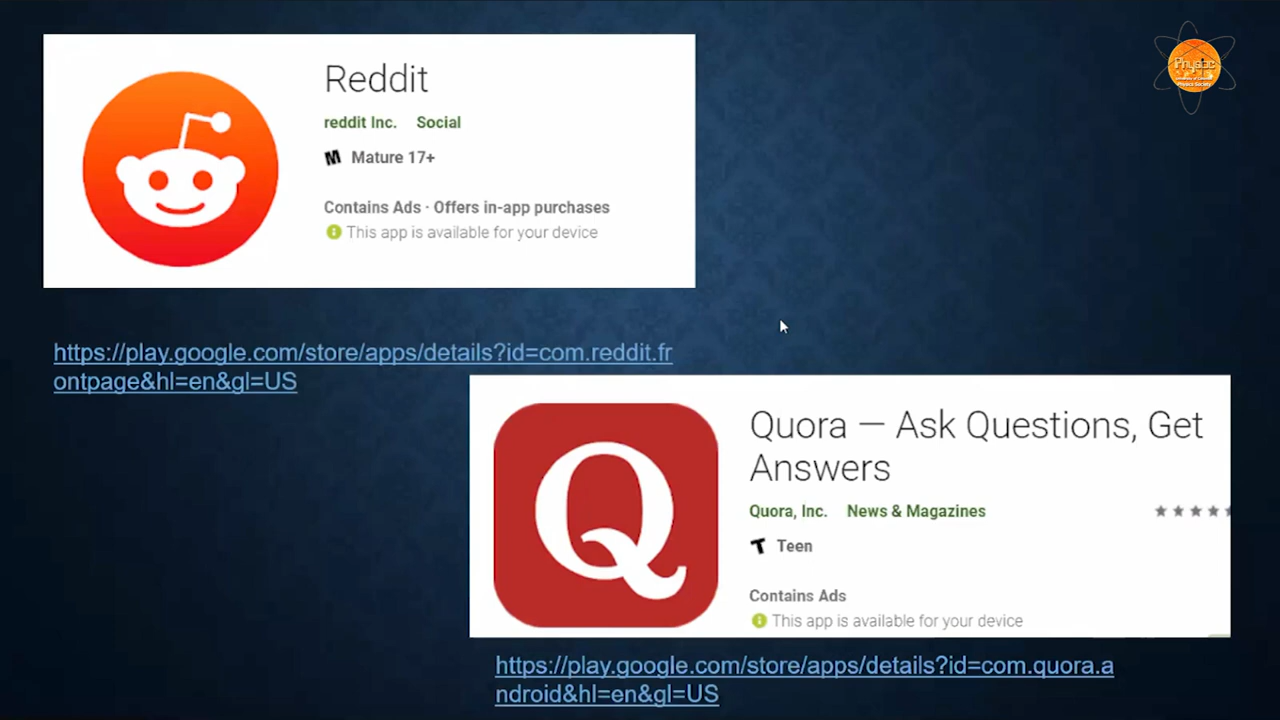 Reddit
reddit Inc. Social
Mature 17+
Contains Ads · Offers in-app purchases
This app is available for your device
https://play.google.com/store/apps/details?id=com.reddit.fr
ontpage&hl=en&gl=US
Quora — Ask Questions, Get
Answers
Quora, Inc. News & Magazines
Teen
Contains Ads
This app is available for your device
https://play.google.com/store/apps/details?id=com.quora.a
ndroid&hl=en&gl=US